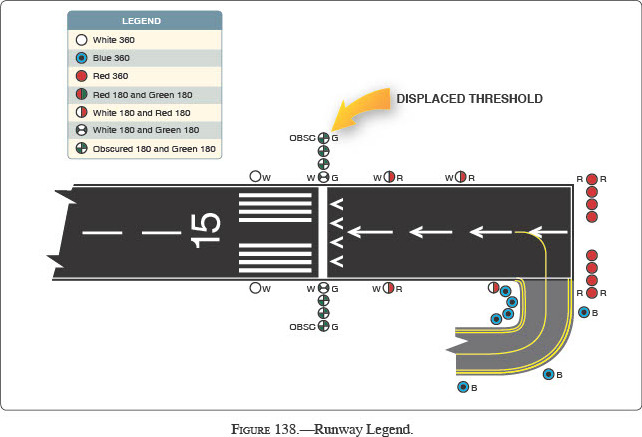 LEGEND
White 360
Blue 360
Red 360
Red 180 and Green 180
White 180 and Red 180
White 180 and Green 180
Obscured 180 and Green 180
DISPLACED THRESHOLD
OBSC G
W W G W R W R R R
15
W W G W R R R
B
OBSC G
B
B
FIGURE 138.—Runway Legend.